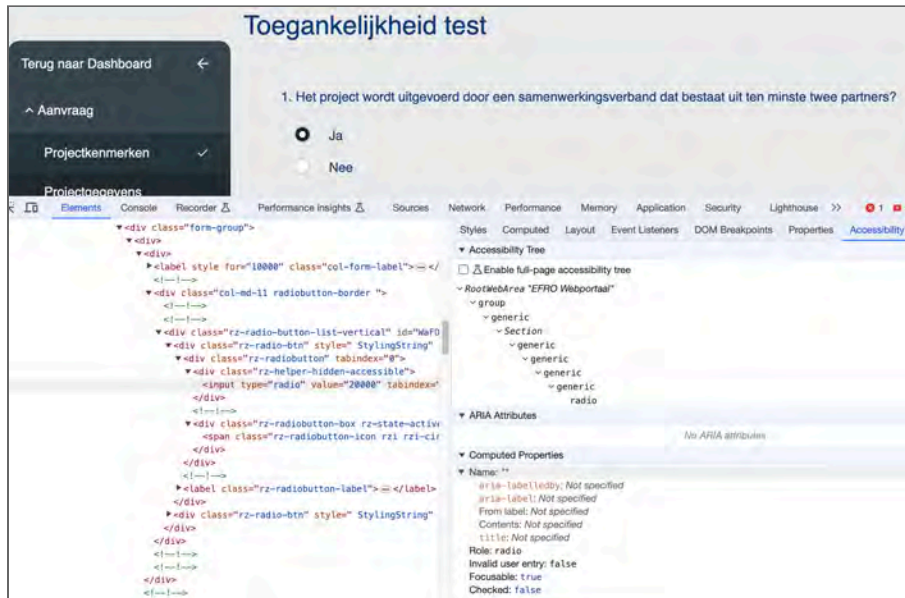 Toegankelijkheid test
Terug naar Dashboard
Aanvraag
Projectkenmerken
Projectgegevens
1. Het project wordt uitgevoerd door een samenwerkingsverband dat bestaat uit ten minste twee partners?
Ja
Nee
Elements Console Recorder Performance insights Sources Network Performance Memory Application Security Lighthouse >> 1
<div class="form-group">
<div>
<div>
<label style for="10000" class="col-form-label">…</
<!--!-->
<div class="col-md-11 radiobutton-border ">
<!--!-->
<!--!-->
<div class="rz-radio-button-list-vertical" id="WaFD
<div class="rz-radio-btn" style=" StylingString"
<div class="rz-radiobutton" tabindex="0">
<div class="rz-helper-hidden-accessible">
<input type="radio" value="20000" tabindex="
</div>
<!--!-->
<div class="rz-radiobutton-box rz-state-active
<span class="rz-radiobutton-icon rzi rzi-cir
</div>
</div>
<!--!-->
<label class="rz-radiobutton-label">…</label>
</div>
<div class="rz-radio-btn" style=" StylingString"
</div>
<!--!-->
<!--!-->
</div>
<!--!-->
Styles Computed Layout Event Listeners DOM Breakpoints Properties Accessibility
Accessibility Tree
Enable full-page accessibility tree
RootWebArea "EFRO Webportaal"
group
generic
Section
generic
generic
generic
generic
radio
ARIA Attributes
No ARIA attributes
Computed Properties
Name: ""
aria-labelledby: Not specified
aria-label: Not specified
From label: Not specified
Contents: Not specified
title: Not specified
Role: radio
Invalid user entry: false
Focusable: true
Checked: false